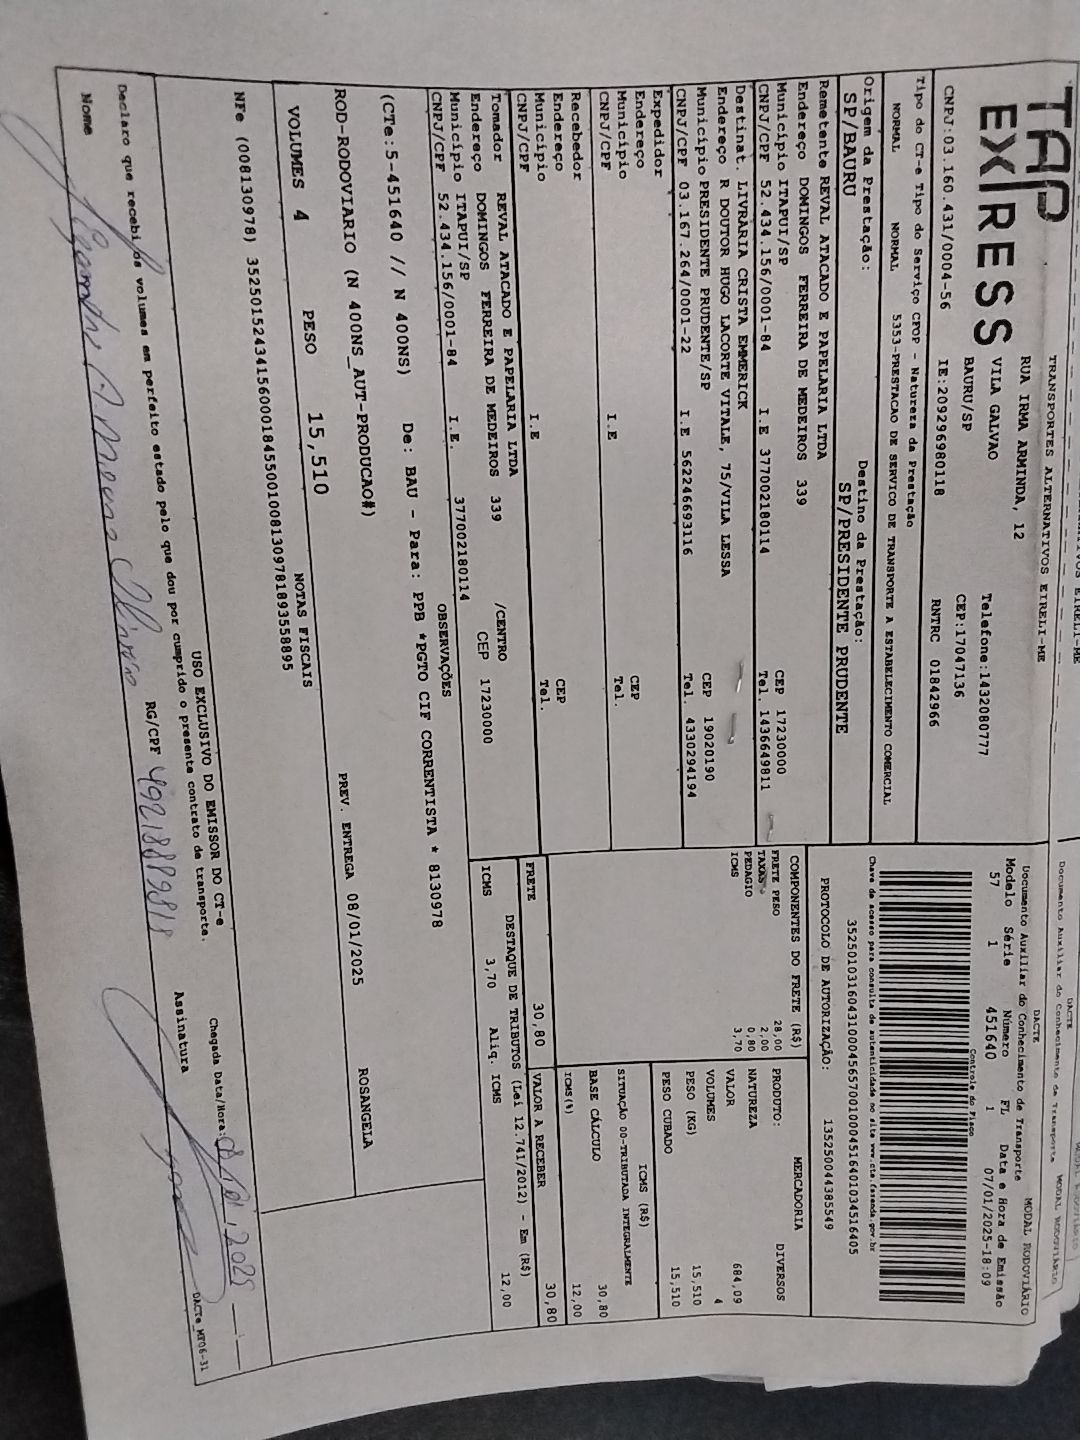 TAP EXPRESS
TRANSPORTES ALTERNATIVOS EIRELI-ME
RUA IRMA ARMINDA, 12
VILA GALVAO Telefone:1432080777
BAURU/SP CEP:17047136
CNPJ:03.160.431/0004-56 IE:209296980118 RNTRC 01842966
Tipo do CT-e Tipo do Serviço CFOP - Natureza da Prestação
NORMAL NORMAL 5353-PRESTACAO DE SERVICO DE TRANSPORTE A ESTABELECIMENTO COMERCIAL
Origem da Prestação: Destino da Prestação:
SP/BAURU SP/PRESIDENTE PRUDENTE
Remetente REVAL ATACADO E PAPELARIA LTDA
Endereço DOMINGOS FERREIRA DE MEDEIROS 339
Município ITAPUI/SP CEP 17230000
CNPJ/CPF 52.434.156/0001-84 I.E 377002180114 Tel. 1436649811
Destinat. LIVRARIA CRISTA EMMERICK
Endereço R DOUTOR HUGO LACORTE VITALE, 75/VILA LESSA
Município PRESIDENTE PRUDENTE/SP CEP 19020190
CNPJ/CPF 03.167.264/0001-22 I.E 562246693116 Tel. 4330294194
Expedidor
Endereço
Município CEP
CNPJ/CPF I.E Tel.
Recebedor
Endereço
Município CEP
CNPJ/CPF I.E Tel.
Tomador REVAL ATACADO E PAPELARIA LTDA
Endereço DOMINGOS FERREIRA DE MEDEIROS 339 /CENTRO
Município ITAPUI/SP CEP 17230000
CNPJ/CPF 52.434.156/0001-84 I.E. 377002180114
DACTE MODAL RODOVIÁRIO
Documento Auxiliar do Conhecimento de Transporte
Modelo Série Número FL Data e Hora de Emissão
57 1 451640 1 07/01/2025-18:09
Controle do Fisco
Chave de acesso para consulta de autenticidade no site www.cte.fazenda.gov.br
35250103160431000456570010004516401034516405
PROTOCOLO DE AUTORIZAÇÃO: 135250044385549
COMPONENTES DO FRETE (R$)
FRETE PESO 28,00
TAXAS 2,00
PEDAGIO 0,80
ICMS 3,70
MERCADORIA
PRODUTO: DIVERSOS
NATUREZA
VALOR 684,09
VOLUMES 4
PESO (KG) 15,510
PESO CUBADO 15,510
ICMS (R$)
SITUAÇÃO 00-TRIBUTADA INTEGRALMENTE
BASE CÁLCULO 30,80
ICMS(%) 12,00
FRETE 30,80 VALOR A RECEBER 30,80
DESTAQUE DE TRIBUTOS (Lei 12.741/2012) - Em (R$)
ICMS 3,70 Aliq. ICMS 12,00
OBSERVAÇÕES
(CTe:5-451640 // N 400NS) De: BAU - Para: PPB *PGTO CIF CORRENTISTA * 8130978
ROD-RODOVIARIO (N 400NS_AUT-PRODUCAO#)
PREV. ENTREGA 08/01/2025 ROSANGELA
VOLUMES 4 PESO 15,510 NOTAS FISCAIS
NFe (008130978) 35250152434156000184550010081309781893558895
USO EXCLUSIVO DO EMISSOR DO CT-e
Declaro que recebi os volumes em perfeito estado pelo que dou por cumprido o presente contrato de transporte.
Chegada Data/Hora: 2025
Nome RG/CPF Assinatura
DACTe_MT06-31